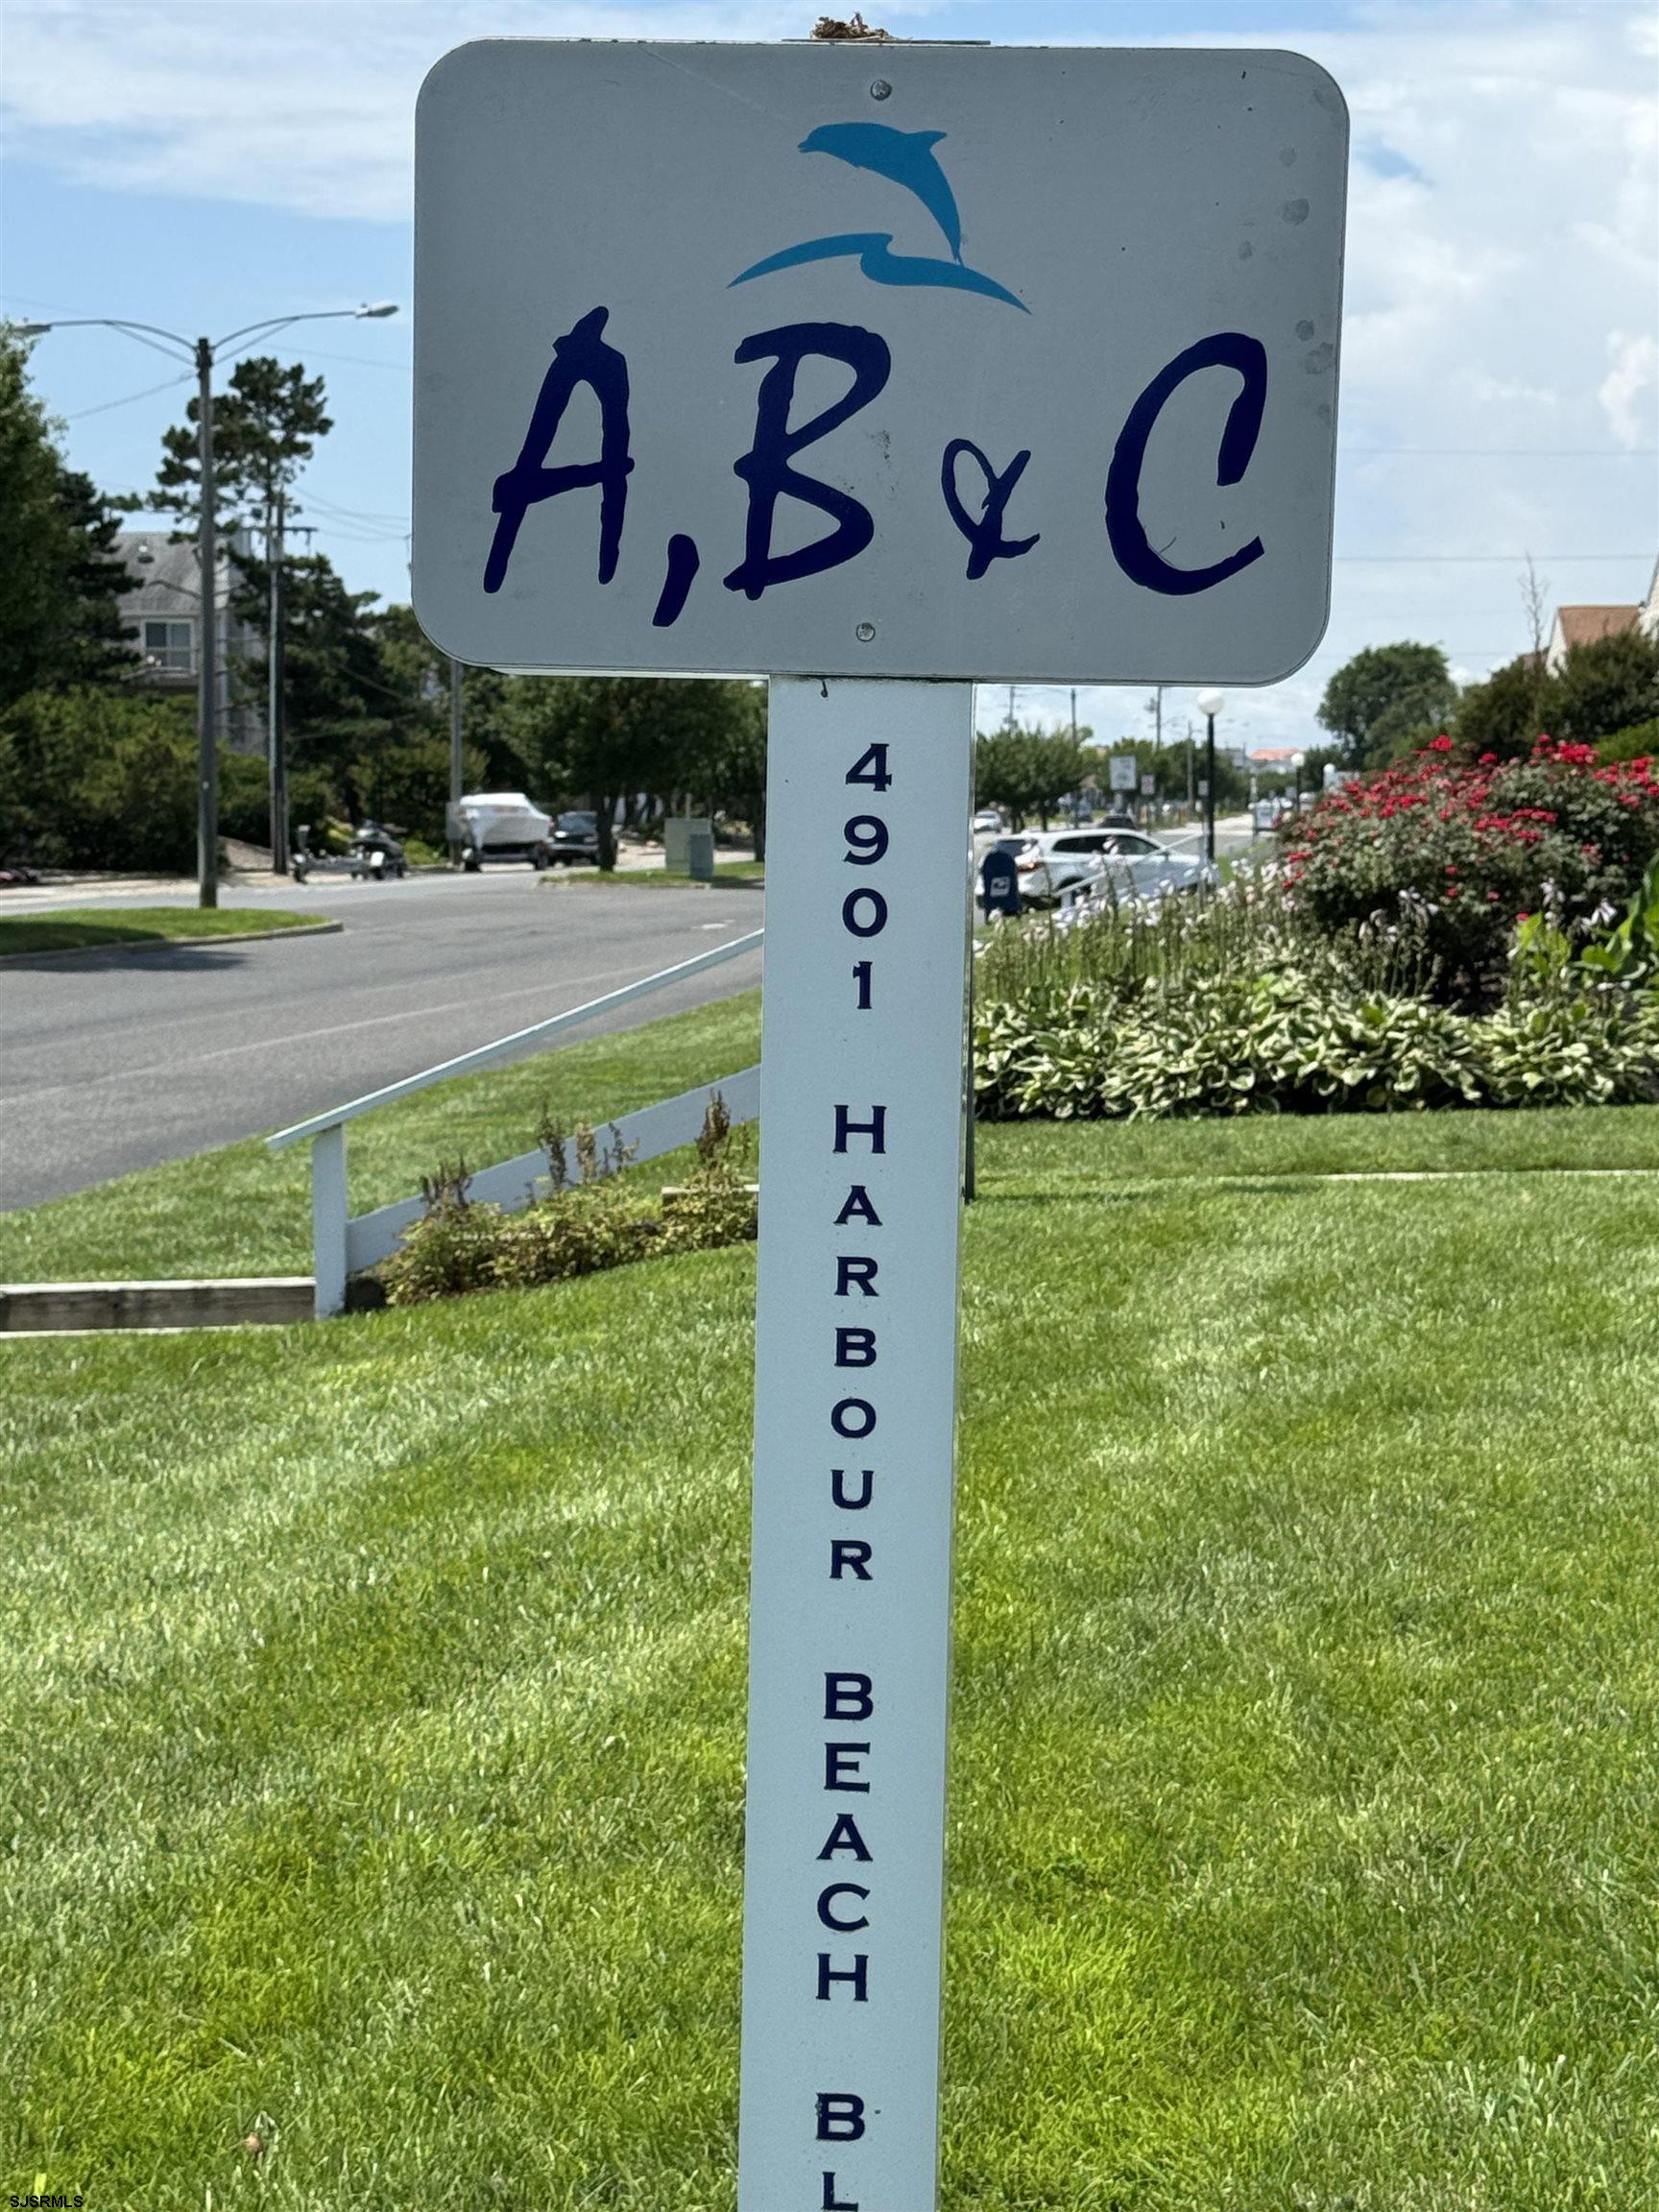 A, B & C
4901 HARBOUR BEACH BL
SJSRMLS